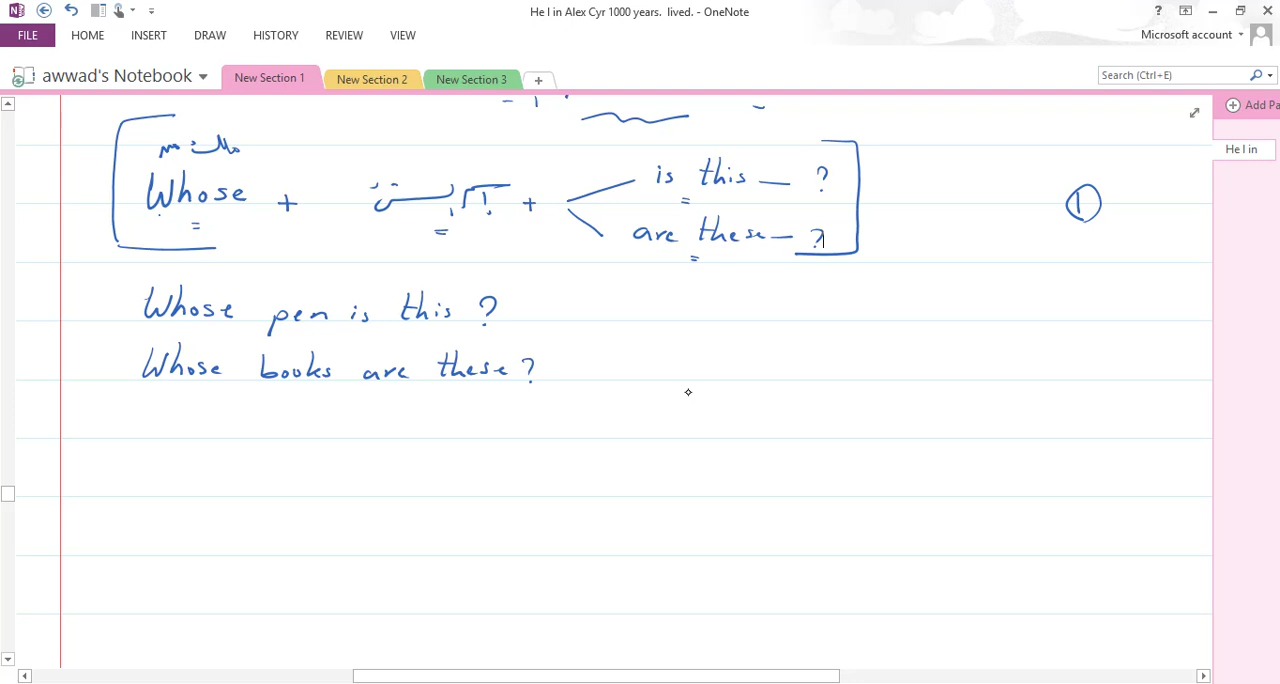 He I in Alex Cyr 1000 years. lived. - OneNote
FILE HOME INSERT DRAW HISTORY REVIEW VIEW
Microsoft account
awwad's Notebook New Section 1 New Section 2 New Section 3
Search (Ctrl+E)
Add Pa
He I in
Whose + + is this — ?
are these — ?
1
Whose pen is this ?
Whose books are these ?